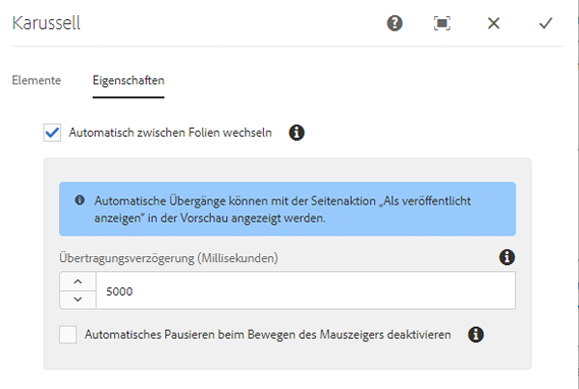 Karussell
Elemente
Eigenschaften
Automatisch zwischen Folien wechseln
Automatische Übergänge können mit der Seitenaktion „Als veröffentlicht
anzeigen“ in der Vorschau angezeigt werden.
Übertragungsverzögerung (Millisekunden)
5000
Automatisches Pausieren beim Bewegen des Mauszeigers deaktivieren